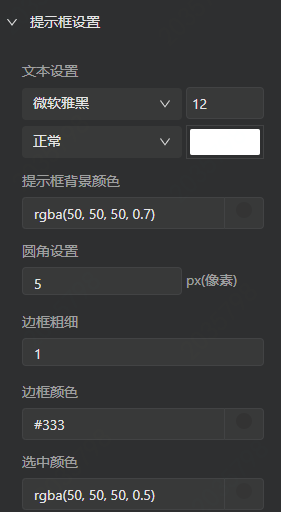 提示框设置
文本设置
微软雅黑 12
正常
提示框背景颜色
rgba(50, 50, 50, 0.7)
圆角设置
5 px(像素)
边框粗细
1
边框颜色
#333
选中颜色
rgba(50, 50, 50, 0.5)